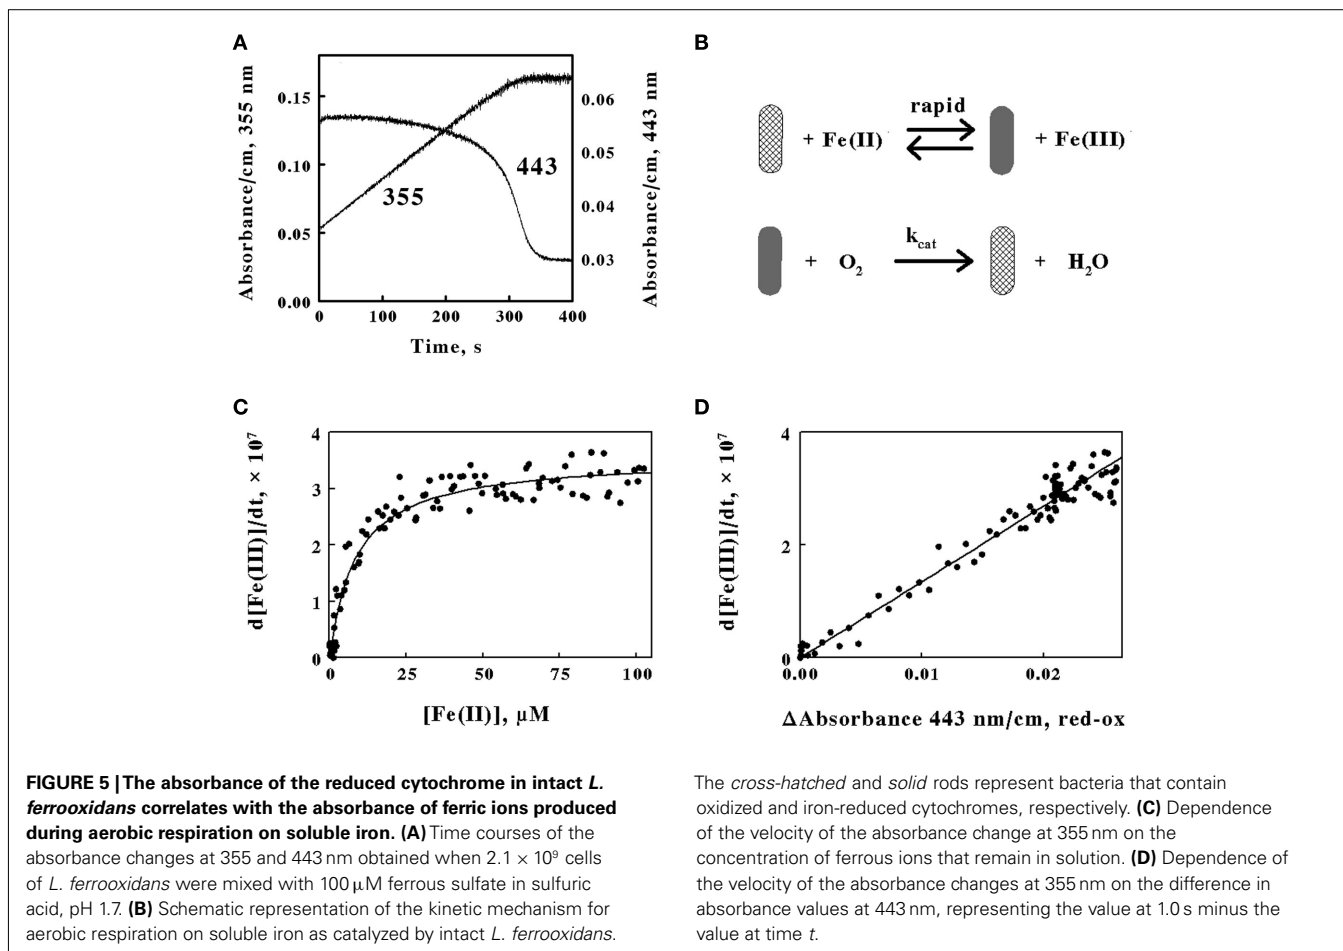 A
Absorbance/cm, 355 nm
0.15
0.10
0.05
0.00
355
443
0.06
0.05
0.04
0.03
Absorbance/cm, 443 nm
0
100
200
300
400
Time, s
B
+ Fe(II)
rapid
+ Fe(III)
+ O2
kcat
+ H2O
C
d[Fe(III)]/dt, × 10⁷
4
3
2
1
0
0
25
50
75
100
[Fe(II)], μM
D
d[Fe(III)]/dt, × 10⁷
4
2
0
0.00
0.01
0.02
ΔAbsorbance 443 nm/cm, red-ox
FIGURE 5 | The absorbance of the reduced cytochrome in intact L.
ferrooxidans correlates with the absorbance of ferric ions produced
during aerobic respiration on soluble iron. (A) Time courses of the
absorbance changes at 355 and 443 nm obtained when 2.1 × 10⁹ cells
of L. ferrooxidans were mixed with 100 μM ferrous sulfate in sulfuric
acid, pH 1.7. (B) Schematic representation of the kinetic mechanism for
aerobic respiration on soluble iron as catalyzed by intact L. ferrooxidans.
The cross-hatched and solid rods represent bacteria that contain
oxidized and iron-reduced cytochromes, respectively. (C) Dependence
of the velocity of the absorbance change at 355 nm on the
concentration of ferrous ions that remain in solution. (D) Dependence of
the velocity of the absorbance changes at 355 nm on the difference in
absorbance values at 443 nm, representing the value at 1.0 s minus the
value at time t.